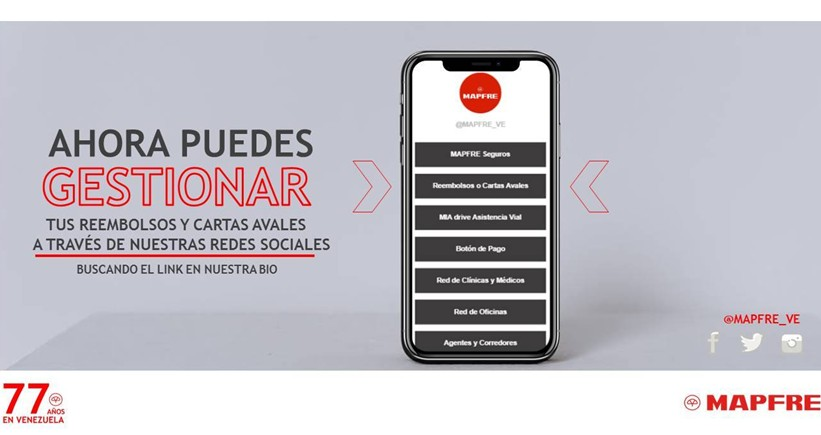 AHORA PUEDES
GESTIONAR
TUS REEMBOLSOS Y CARTAS AVALES
A TRAVÉS DE NUESTRAS REDES SOCIALES
BUSCANDO EL LINK EN NUESTRA BIO
MAPFRE
@MAPFRE_VE
MAPFRE Seguros
Reembolsos o Cartas Avales
MIA drive Asistencia Vial
Botón de Pago
Red de Clínicas y Médicos
Red de Oficinas
Agentes y Corredores
@MAPFRE_VE
77
AÑOS
EN VENEZUELA
MAPFRE